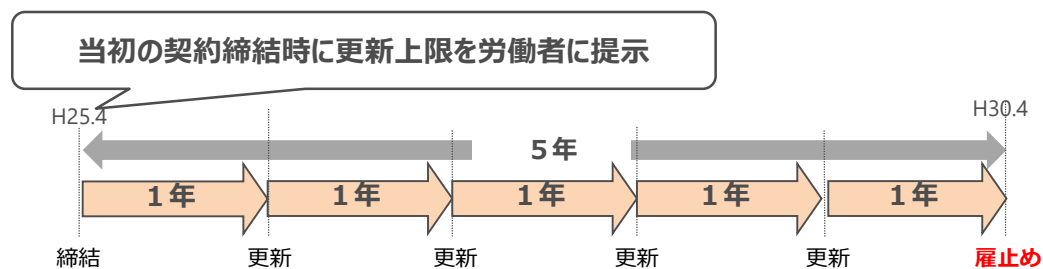 当初の契約締結時に更新上限を労働者に提示
H25.4
H30.4
５年
１年
１年
１年
１年
１年
締結
更新
更新
更新
更新
雇止め